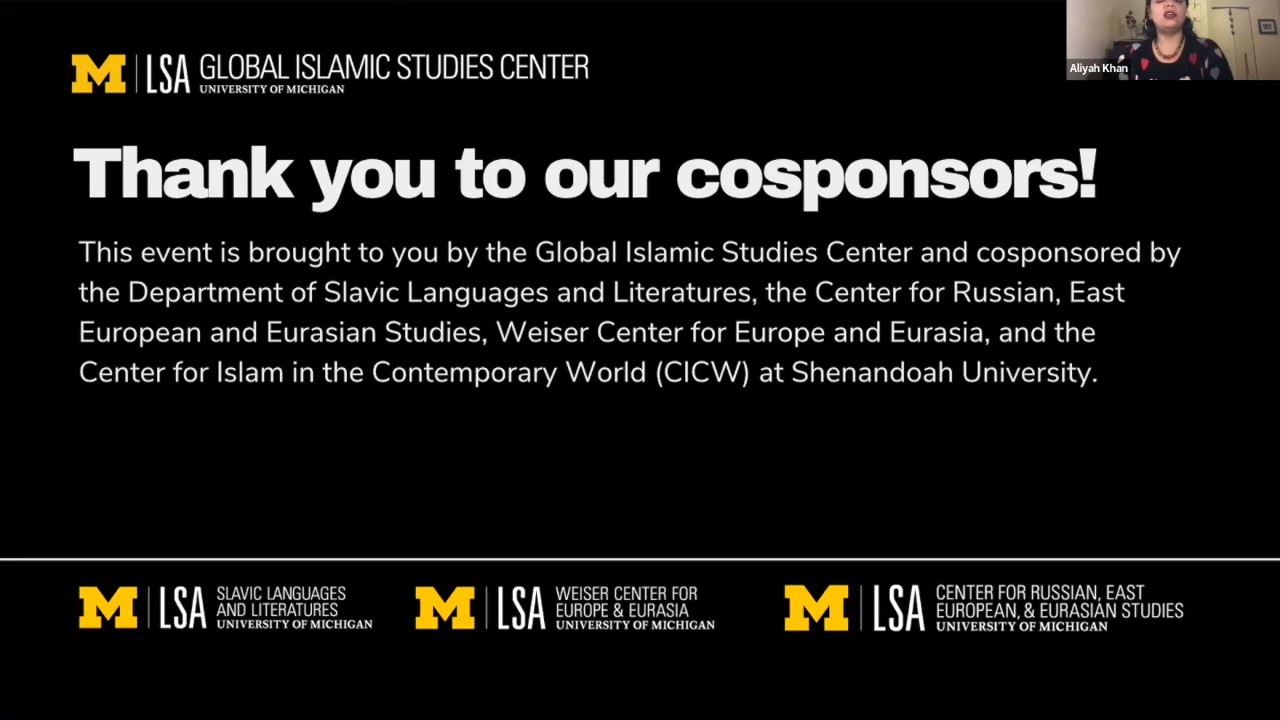 M LSA GLOBAL ISLAMIC STUDIES CENTER
UNIVERSITY OF MICHIGAN
Aliyah Khan
Thank you to our cosponsors!
This event is brought to you by the Global Islamic Studies Center and cosponsored by
the Department of Slavic Languages and Literatures, the Center for Russian, East
European and Eurasian Studies, Weiser Center for Europe and Eurasia, and the
Center for Islam in the Contemporary World (CICW) at Shenandoah University.
M LSA SLAVIC LANGUAGES
AND LITERATURES
UNIVERSITY OF MICHIGAN
M LSA WEISER CENTER FOR
EUROPE & EURASIA
UNIVERSITY OF MICHIGAN
M LSA CENTER FOR RUSSIAN, EAST
EUROPEAN, & EURASIAN STUDIES
UNIVERSITY OF MICHIGAN